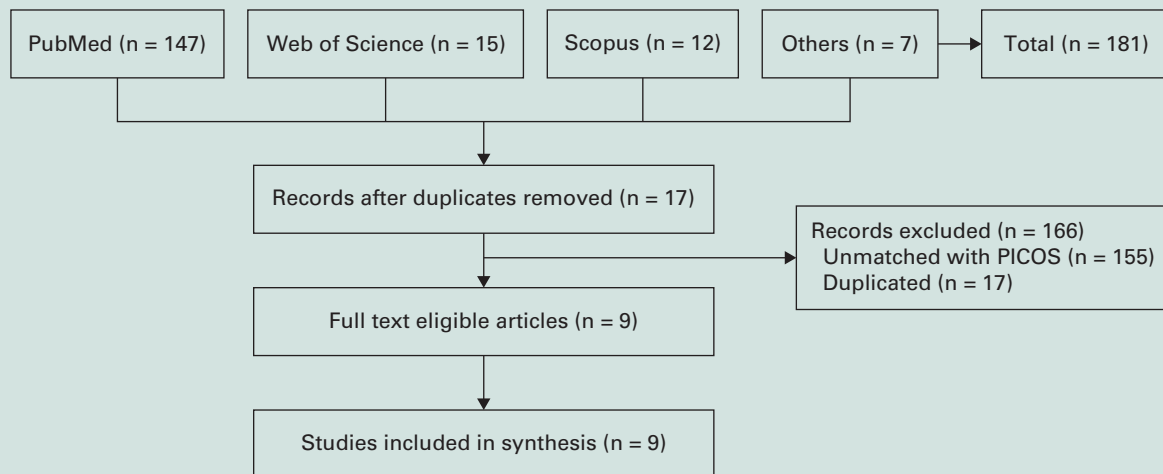 PubMed (n = 147)
Web of Science (n = 15)
Scopus (n = 12)
Others (n = 7)
Total (n = 181)
Records after duplicates removed (n = 17)
Records excluded (n = 166)
Unmatched with PICOS (n = 155)
Duplicated (n = 17)
Full text eligible articles (n = 9)
Studies included in synthesis (n = 9)